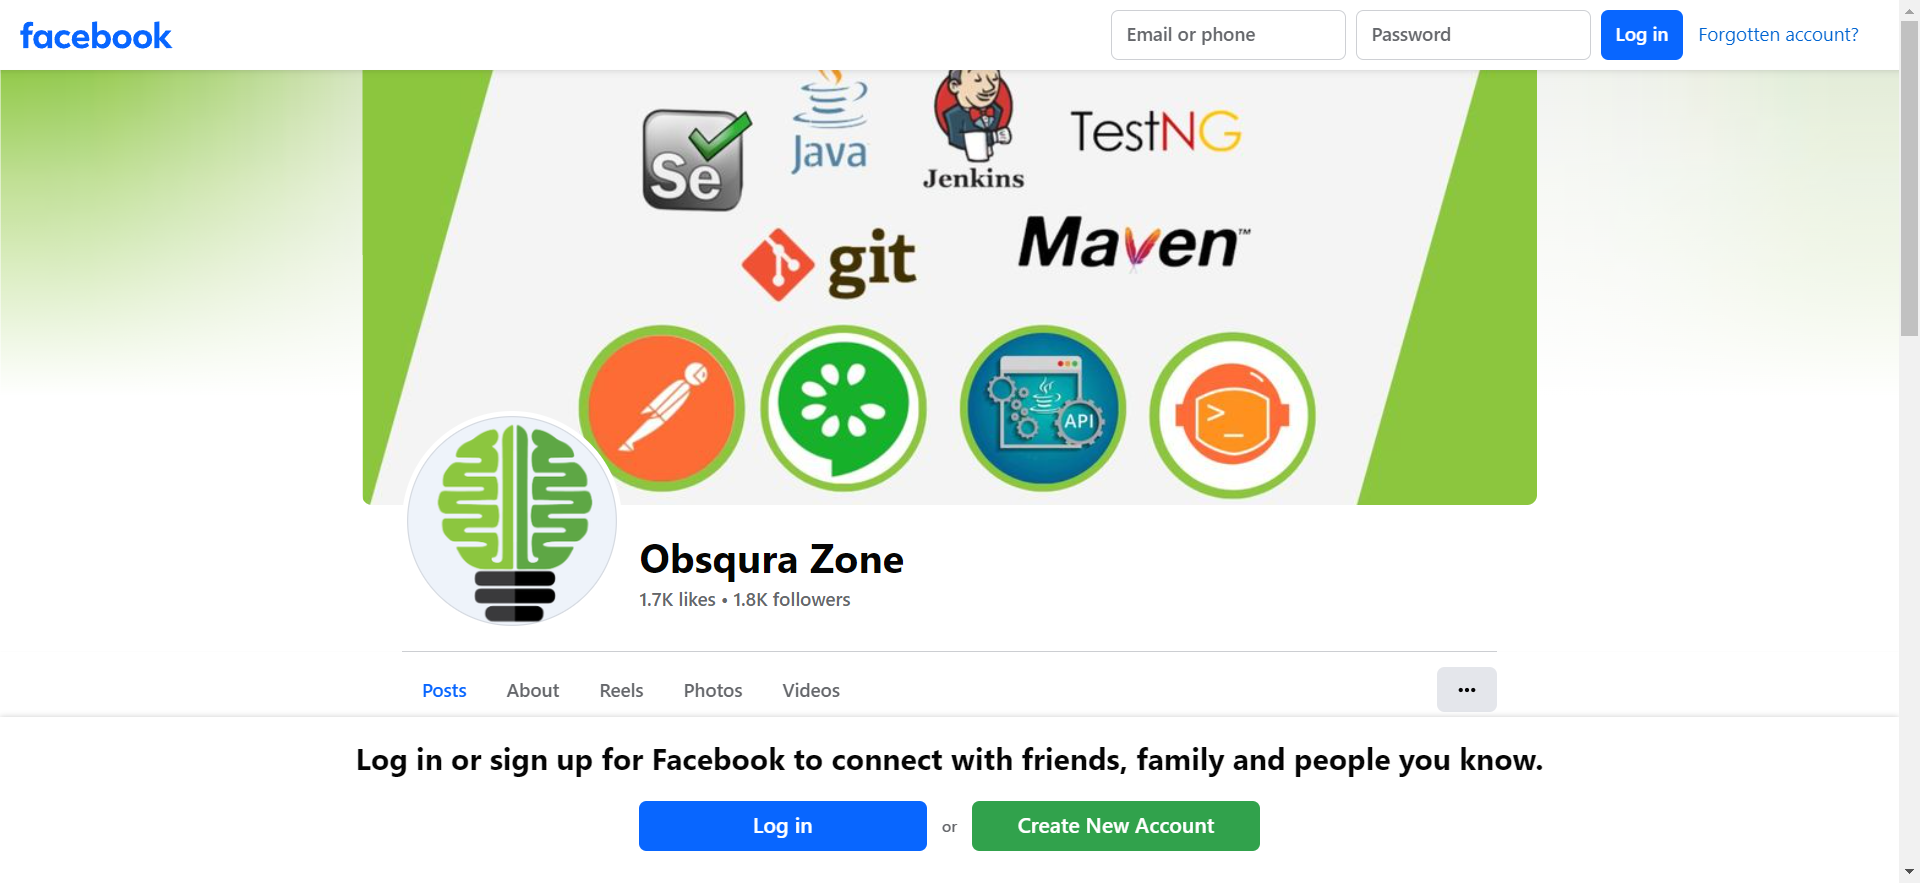 facebook
Email or phone
Password
Log in
Forgotten account?
Java
Jenkins
TestNG
Se
git
Maven™
API
>_
Obsqura Zone
1.7K likes • 1.8K followers
Posts
About
Reels
Photos
Videos
Log in or sign up for Facebook to connect with friends, family and people you know.
Log in
or
Create New Account